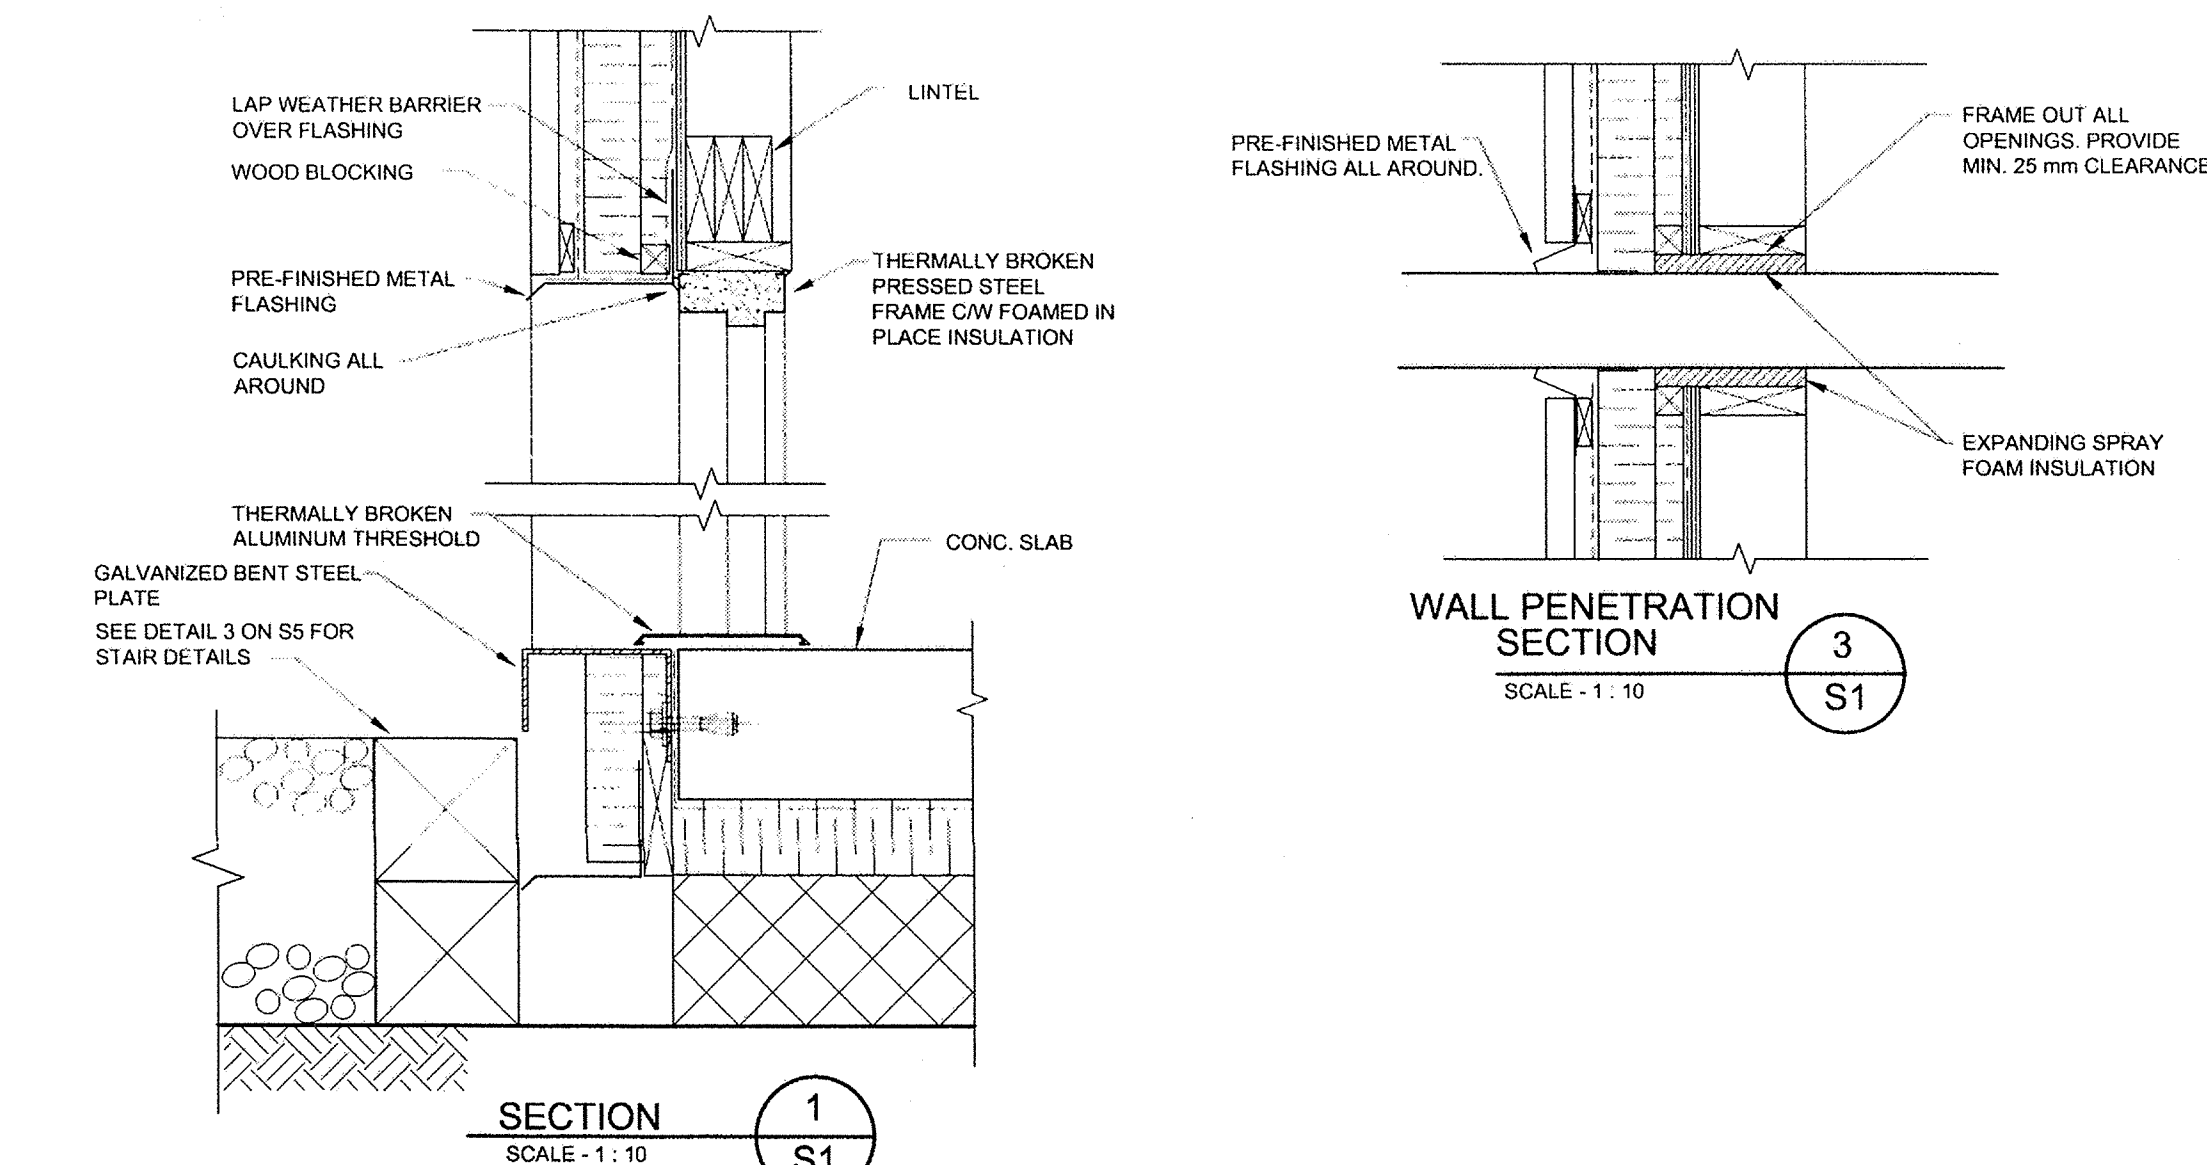 LAP WEATHER BARRIER
OVER FLASHING
WOOD BLOCKING
PRE-FINISHED METAL
FLASHING
CAULKING ALL
AROUND
LINTEL
THERMALLY BROKEN
PRESSED STEEL
FRAME C/W FOAMED IN
PLACE INSULATION
THERMALLY BROKEN
ALUMINUM THRESHOLD
GALVANIZED BENT STEEL
PLATE
SEE DETAIL 3 ON S5 FOR
STAIR DETAILS
CONC. SLAB
SECTION
SCALE - 1 : 10
1
S1
PRE-FINISHED METAL
FLASHING ALL AROUND.
FRAME OUT ALL
OPENINGS. PROVIDE
MIN. 25 mm CLEARANCE
EXPANDING SPRAY
FOAM INSULATION
WALL PENETRATION
SECTION
SCALE - 1 : 10
3
S1